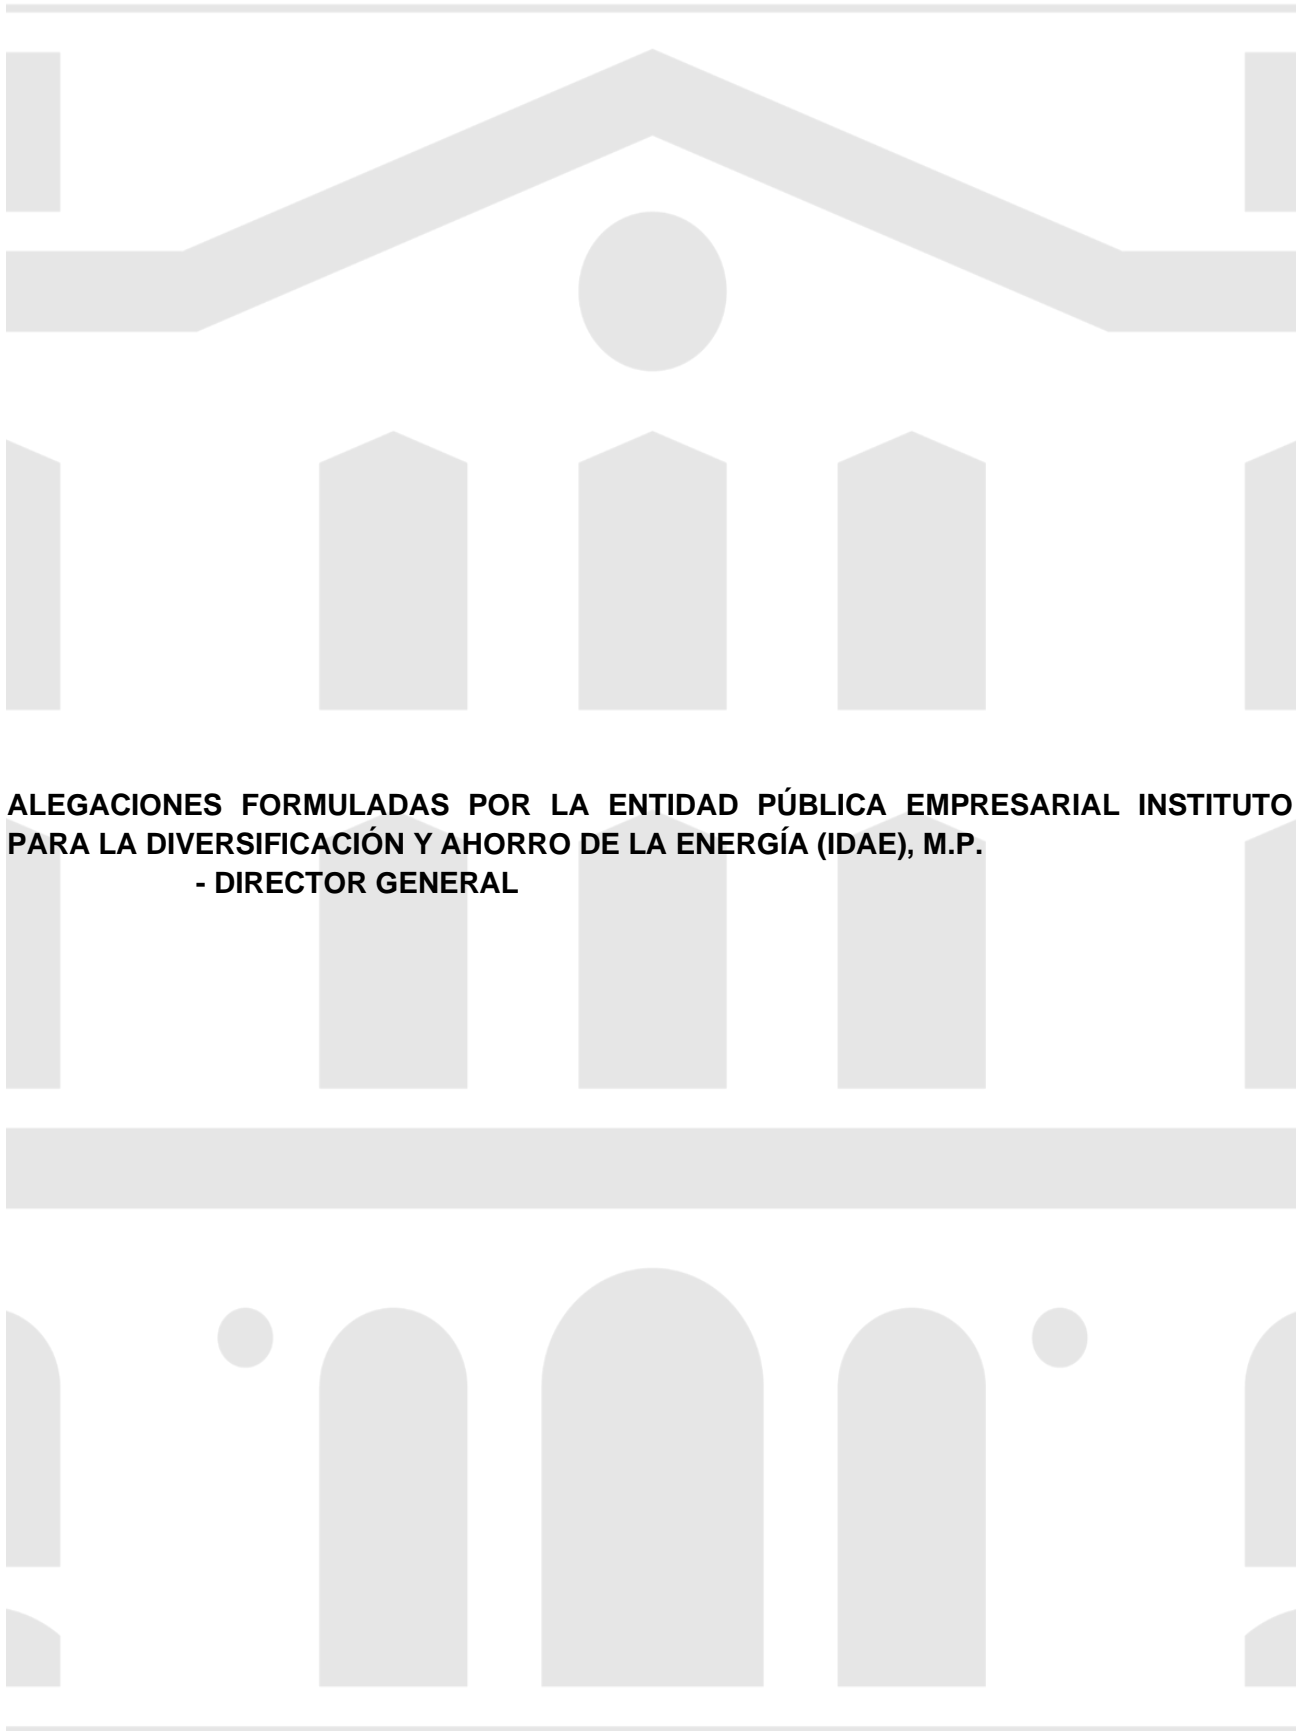 ALEGACIONES FORMULADAS POR LA ENTIDAD PÚBLICA EMPRESARIAL INSTITUTO
PARA LA DIVERSIFICACIÓN Y AHORRO DE LA ENERGÍA (IDAE), M.P.
- DIRECTOR GENERAL